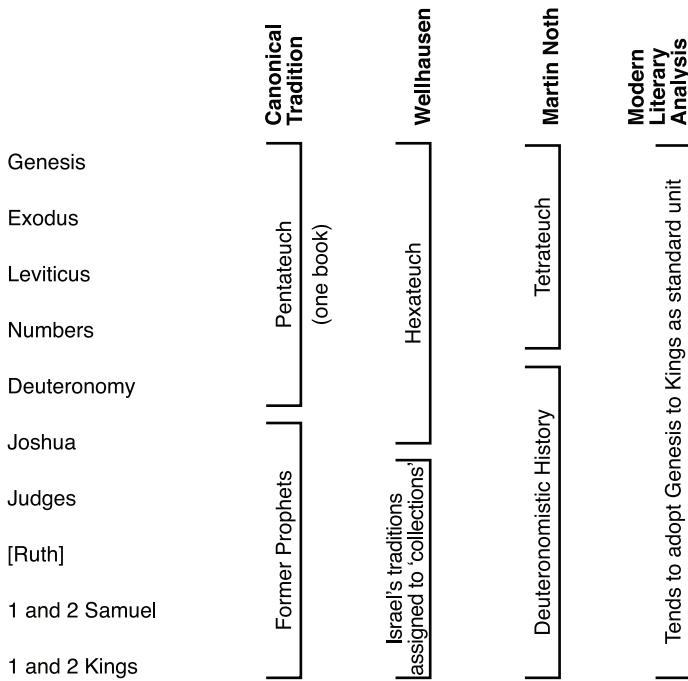 Canonical
Tradition
Wellhausen
Martin Noth
Modern
Literary
Analysis
Genesis
Exodus
Leviticus
Numbers
Deuteronomy
Joshua
Judges
[Ruth]
1 and 2 Samuel
1 and 2 Kings
Pentateuch
(one book)
Former Prophets
Hexateuch
Israel's traditions
assigned to ‘collections’
Tetrateuch
Deuteronomistic History
Tends to adopt Genesis to Kings as standard unit